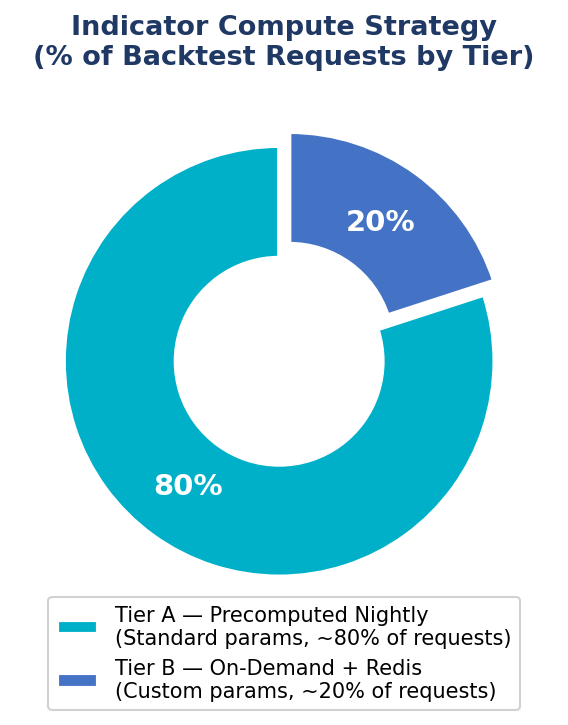 Indicator Compute Strategy
(% of Backtest Requests by Tier)
20%
80%
Tier A — Precomputed Nightly
(Standard params, ~80% of requests)
Tier B — On-Demand + Redis
(Custom params, ~20% of requests)